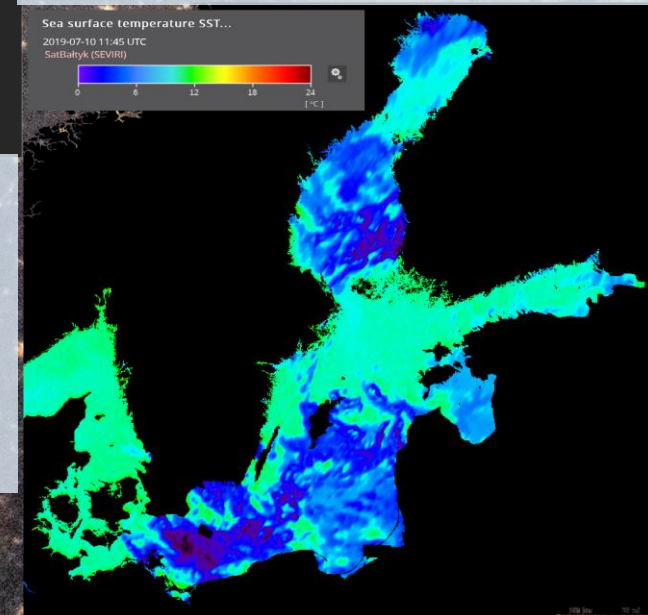 Sea surface temperature SST...
2019-07-10 11:45 UTC
SatBałtyk (SEVIRI)
0 6 12 18 24
[ °C ]